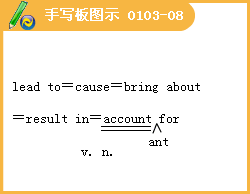 手写板图示 0103-08
lead to=cause=bring about
=result in=account for
ant
v. n.